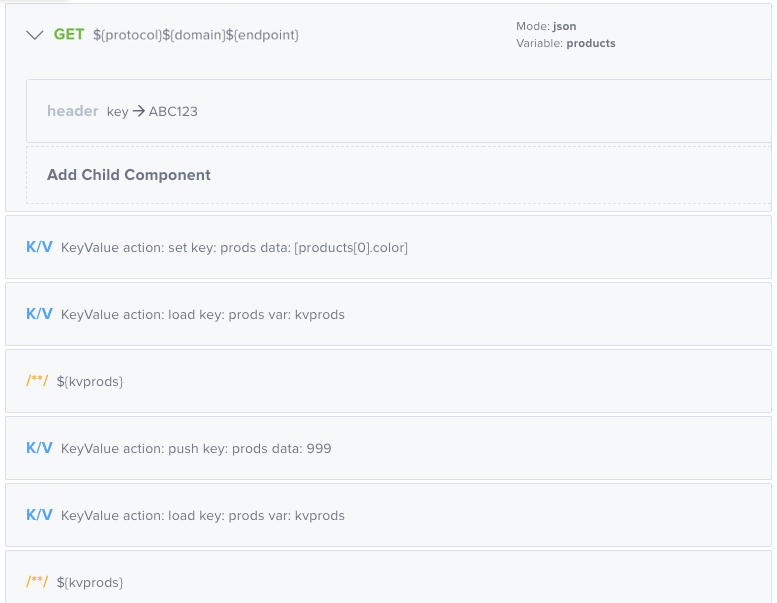 GET ${protocol}${domain}${endpoint}
Mode: json
Variable: products
header key → ABC123
Add Child Component
K/V KeyValue action: set key: prods data: [products[0].color]
K/V KeyValue action: load key: prods var: kvprods
/**/ ${kvprods}
K/V KeyValue action: push key: prods data: 999
K/V KeyValue action: load key: prods var: kvprods
/**/ ${kvprods}